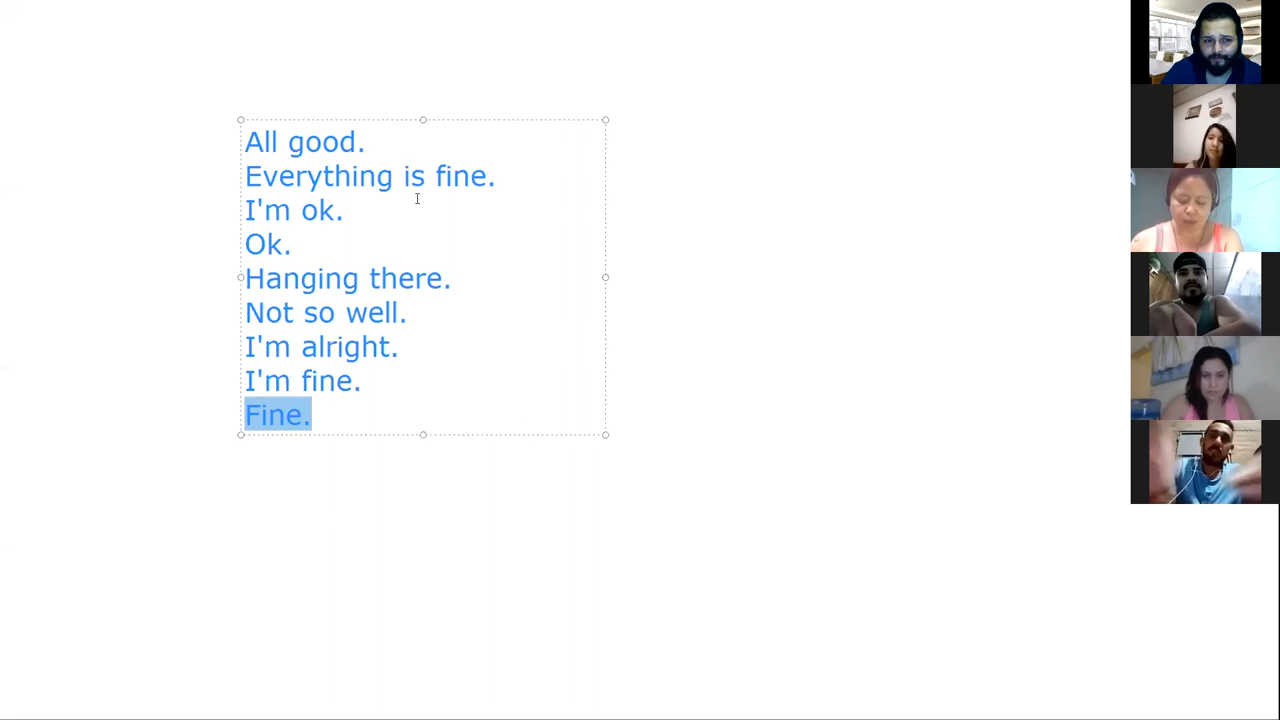 All good.
Everything is fine.
I'm ok.
Ok.
Hanging there.
Not so well.
I'm alright.
I'm fine.
Fine.